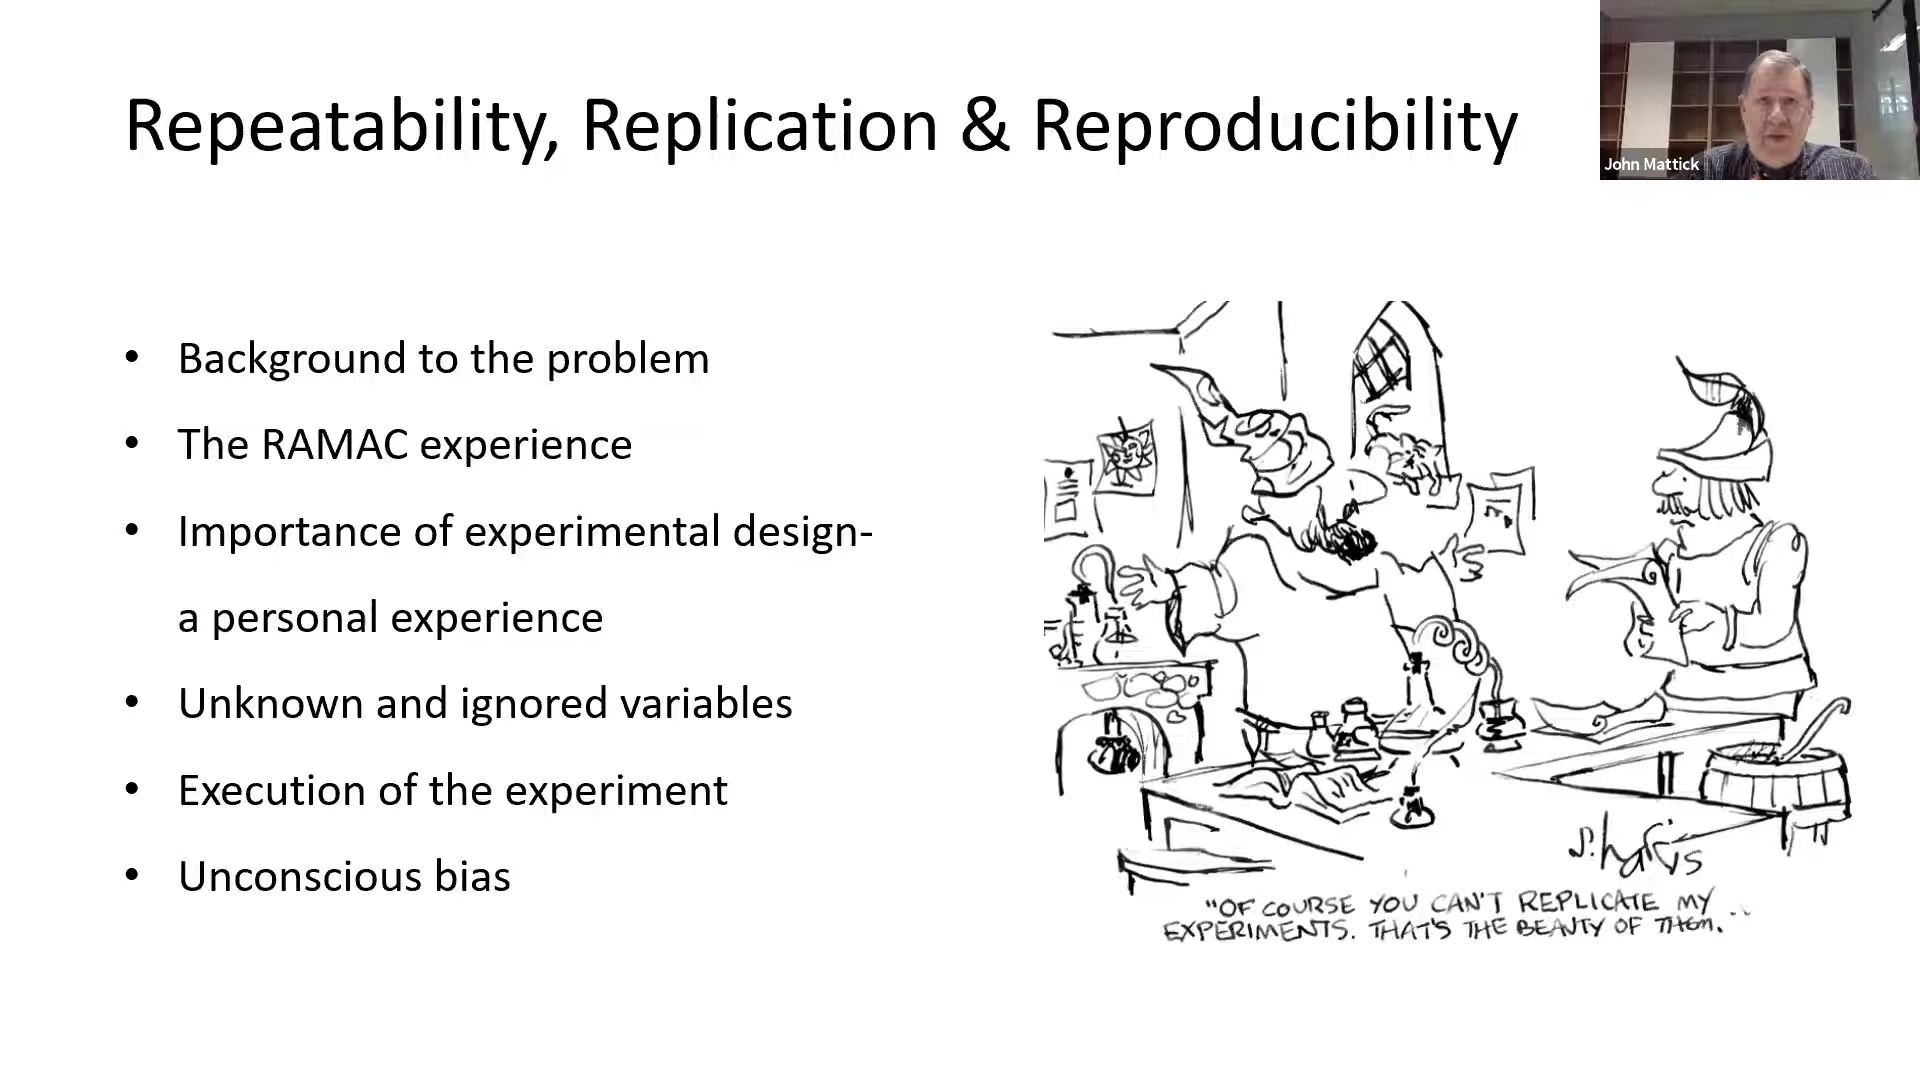 Repeatability, Replication & Reproducibility
John Mattick
• Background to the problem
• The RAMAC experience
• Importance of experimental design-
a personal experience
• Unknown and ignored variables
• Execution of the experiment
• Unconscious bias
S. Harris
"OF COURSE YOU CAN'T REPLICATE MY
EXPERIMENTS. THAT'S THE BEAUTY OF THEM.